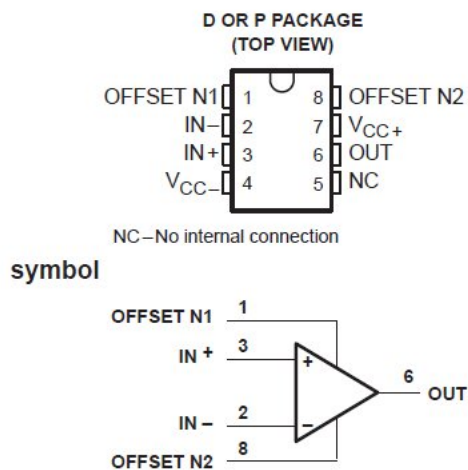 D OR P PACKAGE
(TOP VIEW)
OFFSET N1 1 8 OFFSET N2
IN− 2 7 VCC+
IN+ 3 6 OUT
VCC− 4 5 NC
NC−No internal connection
symbol
OFFSET N1 1
IN + 3 +
6 OUT
IN − 2 −
OFFSET N2 8